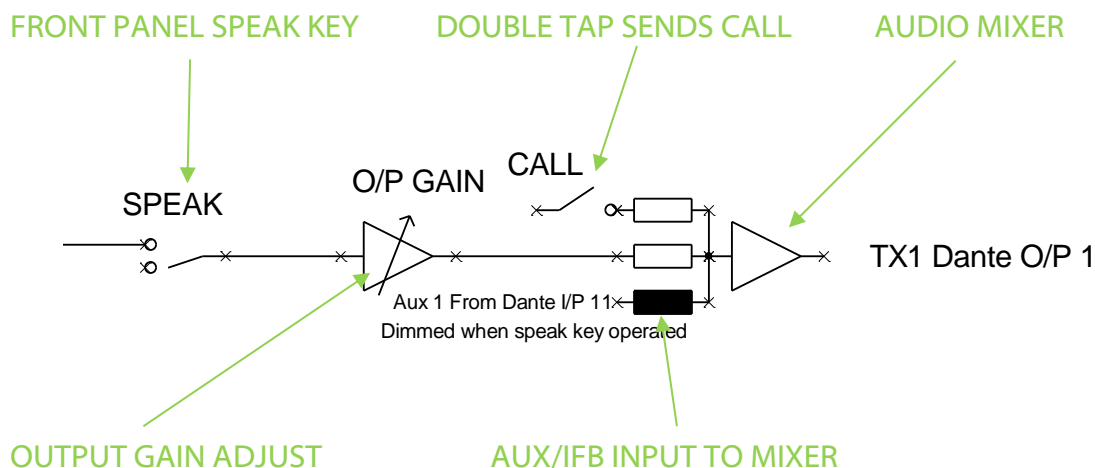 FRONT PANEL SPEAK KEY
DOUBLE TAP SENDS CALL
AUDIO MIXER
CALL
O/P GAIN
SPEAK
TX1 Dante O/P 1
Aux 1 From Dante I/P 11
Dimmed when speak key operated
OUTPUT GAIN ADJUST
AUX/IFB INPUT TO MIXER